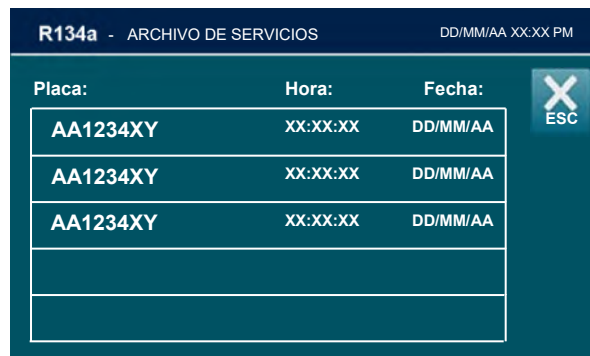 R134a - ARCHIVO DE SERVICIOS DD/MM/AA XX:XX PM
Placa: Hora: Fecha:
ESC
AA1234XY XX:XX:XX DD/MM/AA
AA1234XY XX:XX:XX DD/MM/AA
AA1234XY XX:XX:XX DD/MM/AA